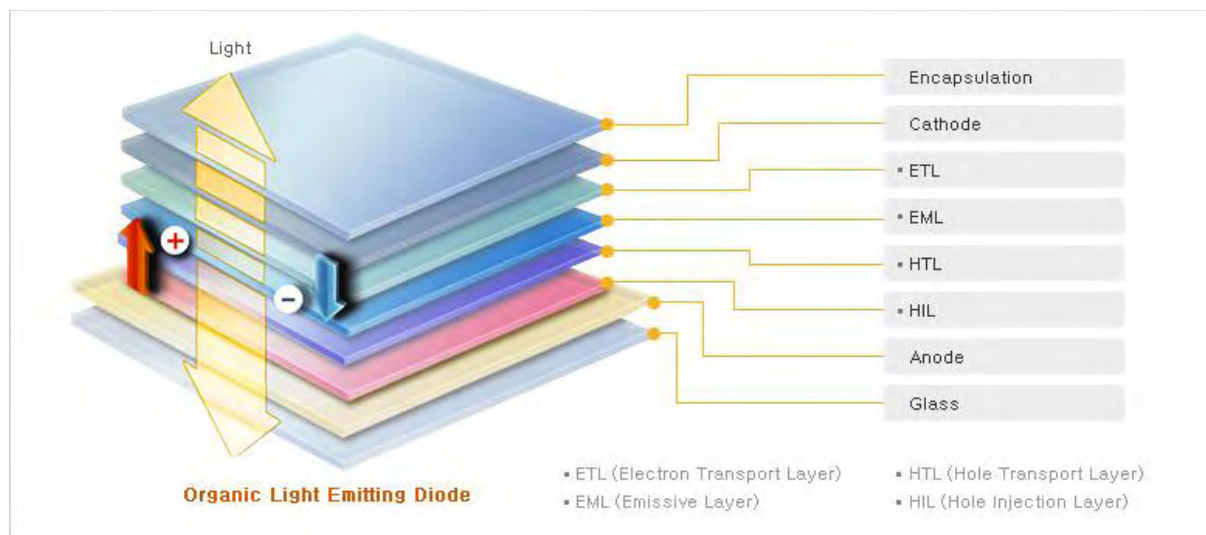 Light
Encapsulation
Cathode
▪ ETL
▪ EML
▪ HTL
▪ HIL
Anode
Glass
+
−
Organic Light Emitting Diode
▪ ETL (Electron Transport Layer)
▪ HTL (Hole Transport Layer)
▪ EML (Emissive Layer)
▪ HIL (Hole Injection Layer)